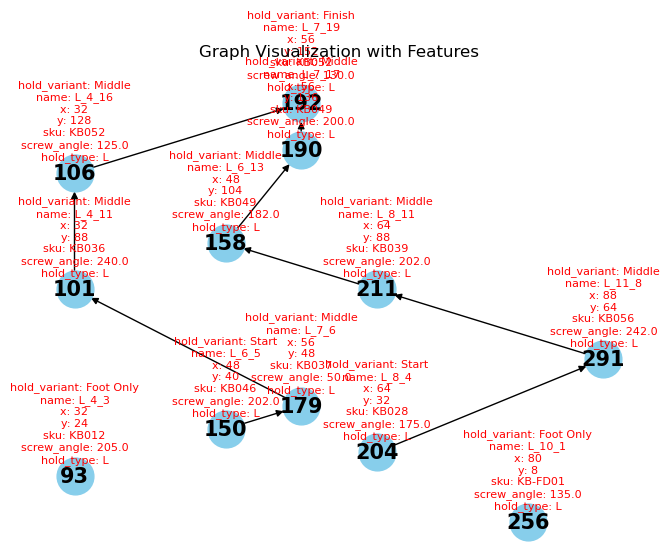 Graph Visualization with Features
hold_variant: Finish
name: L_7_19
x: 56
y: 152
sku: KB052
screw_angle: 130.0
hold_type: L
192
hold_variant: Middle
name: L_7_17
x: 56
sku: KB049
screw_angle: 200.0
hold_type: L
190
hold_variant: Middle
name: L_4_16
x: 32
y: 128
sku: KB052
screw_angle: 125.0
hold_type: L
106
hold_variant: Middle
name: L_6_13
x: 48
y: 104
sku: KB049
screw_angle: 182.0
hold_type: L
158
hold_variant: Middle
name: L_4_11
x: 32
y: 88
sku: KB036
screw_angle: 240.0
hold_type: L
101
hold_variant: Middle
name: L_8_11
x: 64
y: 88
sku: KB039
screw_angle: 202.0
hold_type: L
211
hold_variant: Middle
name: L_11_8
x: 88
y: 64
sku: KB056
screw_angle: 242.0
hold_type: L
291
hold_variant: Middle
name: L_7_6
x: 56
y: 48
sku: KB037
screw_angle: 50.0
hold_type: L
179
hold_variant: Start
name: L_6_5
x: 48
y: 40
sku: KB046
screw_angle: 202.0
hold_type: L
150
hold_variant: Start
name: L_8_4
x: 64
y: 32
sku: KB028
screw_angle: 175.0
hold_type: L
204
hold_variant: Foot Only
name: L_4_3
x: 32
y: 24
sku: KB012
screw_angle: 205.0
hold_type: L
93
hold_variant: Foot Only
name: L_10_1
x: 80
y: 8
sku: KB-FD01
screw_angle: 135.0
hold_type: L
256